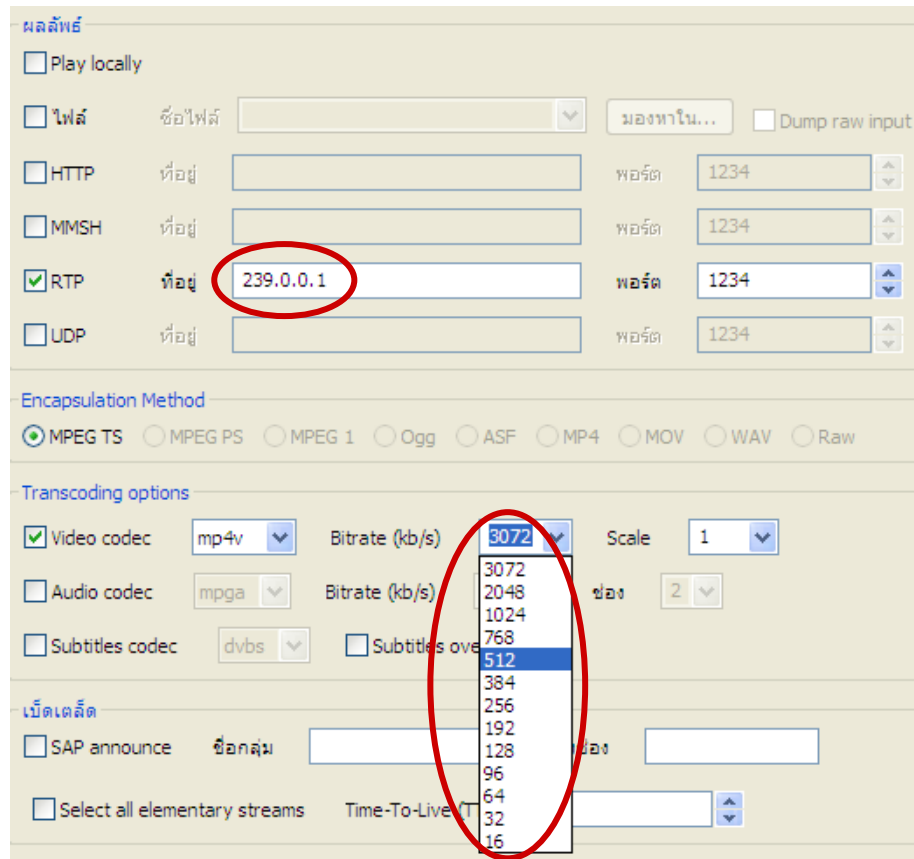 ผลลัพธ์
Play locally
ไฟล์ ชื่อไฟล์ มองหาใน... Dump raw input
HTTP ที่อยู่ พอร์ต 1234
MMSH ที่อยู่ พอร์ต 1234
RTP ที่อยู่ 239.0.0.1 พอร์ต 1234
UDP ที่อยู่ พอร์ต 1234
Encapsulation Method
MPEG TS MPEG PS MPEG 1 Ogg ASF MP4 MOV WAV Raw
Transcoding options
Video codec mp4v Bitrate (kb/s) 3072 Scale 1
3072
Audio codec mpga Bitrate (kb/s) 2048 ช่อง 2
1024
768
Subtitles codec dvbs Subtitles ove
512
384
256
เบ็ดเตล็ด
192
SAP announce ชื่อกลุ่ม 128 ช่อง
96
64
Select all elementary streams Time-To-Live (T 32
16